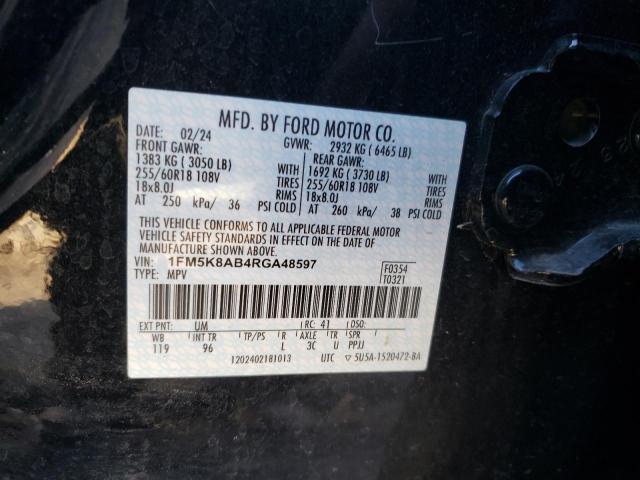 MFD. BY FORD MOTOR CO.
DATE: 02/24 GVWR: 2932 KG (6465 LB)
FRONT GAWR: REAR GAWR:
1383 KG (3050 LB) WITH 1692 KG (3730 LB) WITH
255/60R18 108V TIRES 255/60R18 108V TIRES
18x8.0J RIMS 18x8.0J RIMS
AT 250 kPa/ 36 PSI COLD AT 260 kPa/ 38 PSI COLD
THIS VEHICLE CONFORMS TO ALL APPLICABLE FEDERAL MOTOR
VEHICLE SAFETY STANDARDS IN EFFECT ON THE DATE OF
MANUFACTURE SHOWN ABOVE.
VIN: 1FM5K8AB4RGA48597 F0354
TYPE: MPV T0321
EXT PNT: UM RC: 41 DSO:
WB INT TR TP/PS R AXLE TR SPR
119 96 L 3C U PPJJ
1202402181013 UTC ▽ 5U5A-1520472-BA